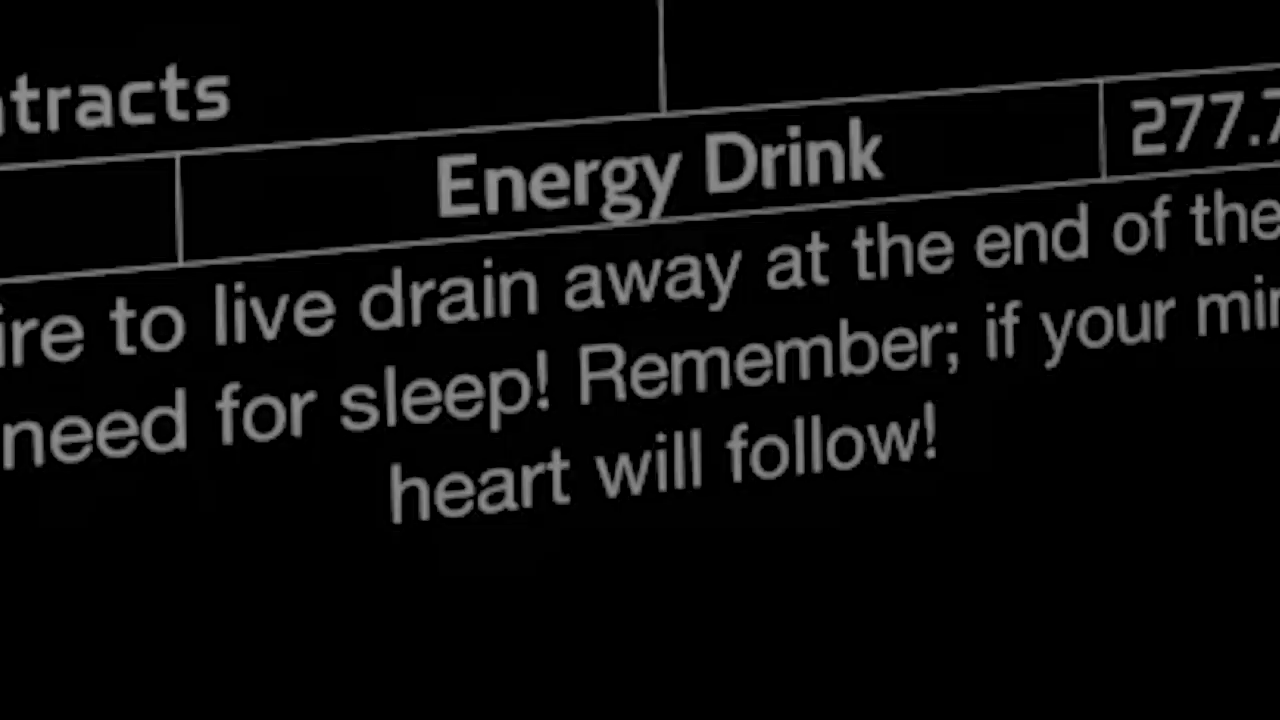 ntracts
Energy Drink
277.7
ire to live drain away at the end of the
need for sleep! Remember; if your min
heart will follow!